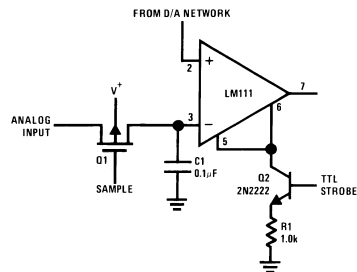 FROM D/A NETWORK
V+
2
+
LM111
7
6
ANALOG
INPUT
3
−
5
Q1
C1
0.1μF
Q2
2N2222
TTL
STROBE
SAMPLE
R1
1.0k